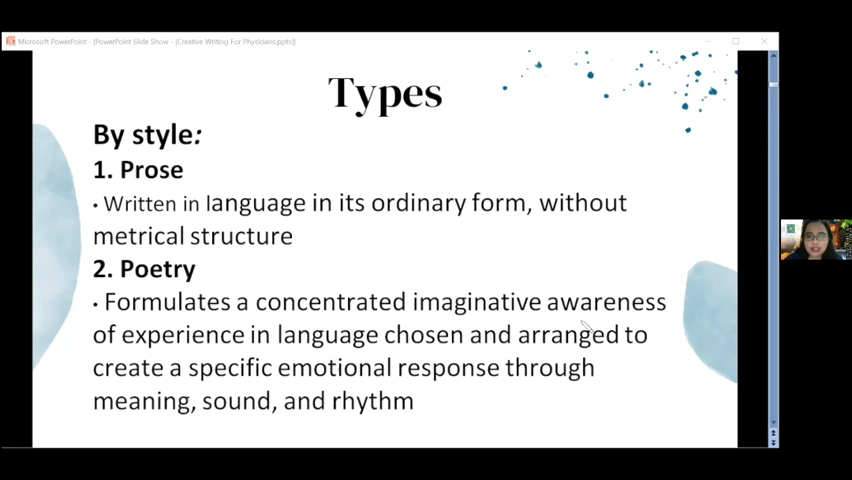 Microsoft PowerPoint - [PowerPoint Slide Show - [Creative Writing For Physicians.pptx]]
Types
By style:
1. Prose
• Written in language in its ordinary form, without
metrical structure
2. Poetry
• Formulates a concentrated imaginative awareness
of experience in language chosen and arranged to
create a specific emotional response through
meaning, sound, and rhythm